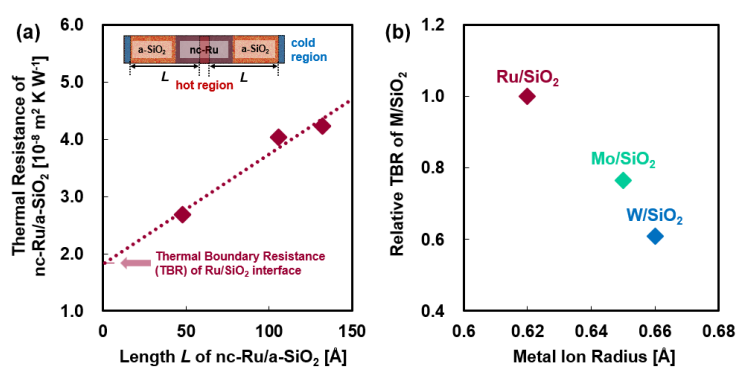 (a)
6.0
5.0
4.0
3.0
2.0
1.0
Thermal Resistance of
nc-Ru/a-SiO₂ [10⁻⁸ m² K W⁻¹]
a-SiO₂
nc-Ru
a-SiO₂
cold
region
L
L
hot region
Thermal Boundary Resistance
(TBR) of Ru/SiO₂ interface
0
50
100
150
Length L of nc-Ru/a-SiO₂ [Å]
(b)
1.2
1.0
0.8
0.6
0.4
Relative TBR of M/SiO₂
Ru/SiO₂
Mo/SiO₂
W/SiO₂
0.6
0.62
0.64
0.66
0.68
Metal Ion Radius [Å]